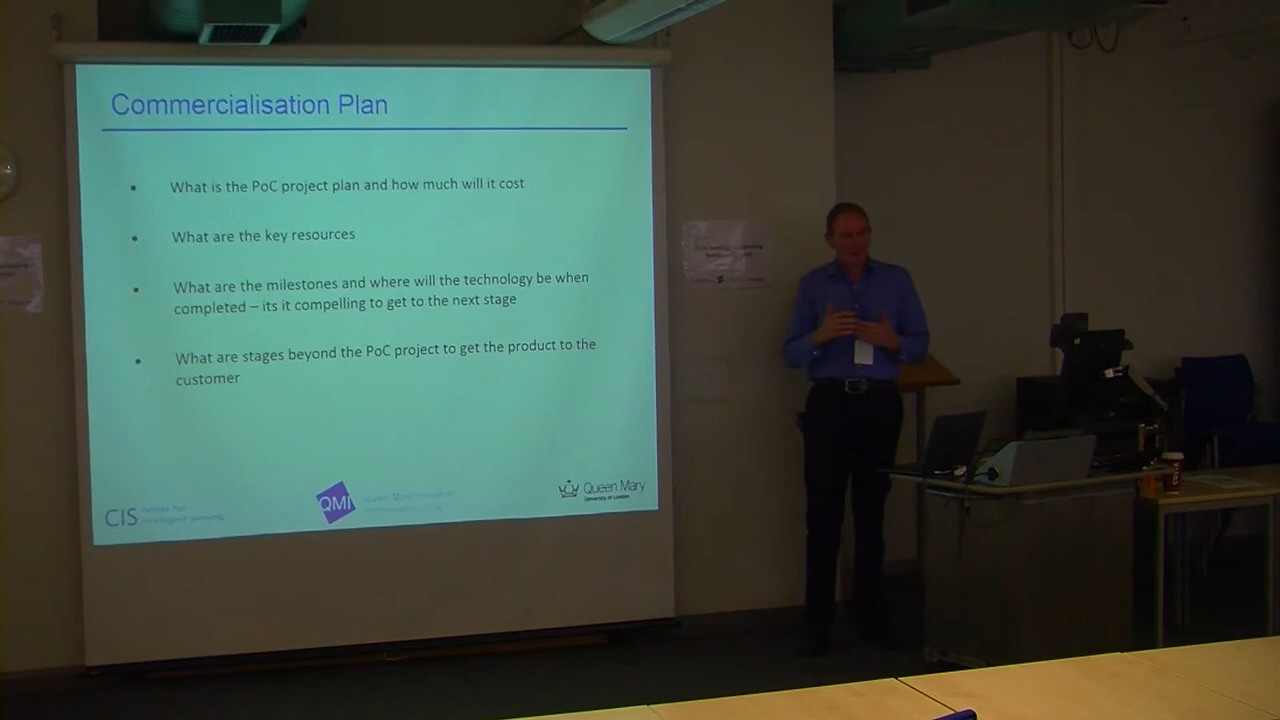 Commercialisation Plan
• What is the PoC project plan and how much will it cost
• What are the key resources
• What are the milestones and where will the technology be when
completed – its it compelling to get to the next stage
• What are stages beyond the PoC project to get the product to the
customer
CIS
QMI
Queen Mary
University of London